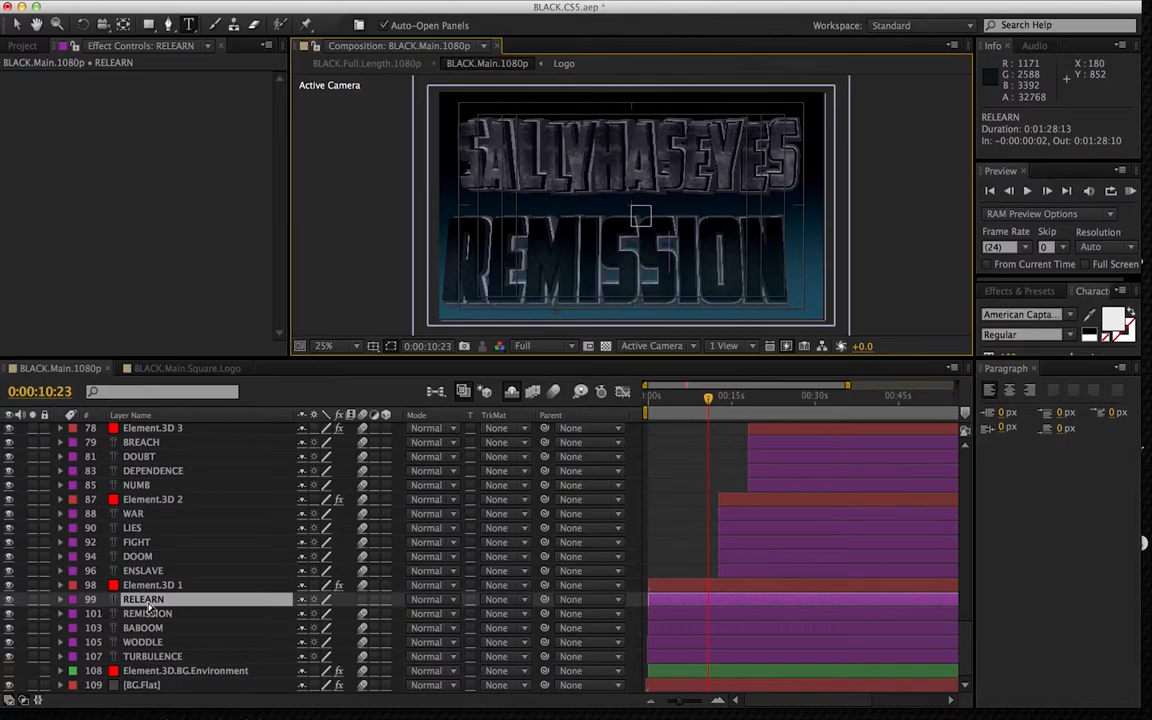 BLACK.CS5.aep *
Auto-Open Panels
Workspace: Standard
Search Help
Project
Effect Controls: RELEARN
Composition: BLACK.Main.1080p
Info
Audio
BLACK.Main.1080p • RELEARN
BLACK.Full.Length.1080p
BLACK.Main.1080p
Logo
R : 1171
G : 2588
B : 3392
A : 32768
X : 180
Y : 852
Active Camera
SALLYHASEYES
REMISSION
RELEARN
Duration: 0:01:28:13
In: -0:00:00:02, Out: 0:01:28:10
Preview
RAM Preview Options
Frame Rate Skip Resolution
(24) 0 Auto
From Current Time Full Screen
Effects & Presets
Charact
American Capta...
Regular
25%
0:00:10:23
Full
Active Camera
1 View
+0.0
BLACK.Main.1080p
BLACK.Main.Square.Logo
Paragraph
0:00:10:23
:00s 00:15s 00:45s
# Layer Name Mode T TrkMat Parent
0 px 0 px 0 px
0 px 0 px
78 Element.3D 3 Normal None None
79 BREACH Normal None None
81 DOUBT Normal None None
83 DEPENDENCE Normal None None
85 NUMB Normal None None
87 Element.3D 2 Normal None None
88 WAR Normal None None
90 LIES Normal None None
92 FIGHT Normal None None
94 DOOM Normal None None
96 ENSLAVE Normal None None
98 Element.3D 1 Normal None None
99 RELEARN Normal None None
101 REMISSION Normal None None
103 BABOOM Normal None None
105 WODDLE Normal None None
107 TURBULENCE Normal None None
108 Element.3D.BG.Environment Normal None None
109 [BG.Flat] Normal None None